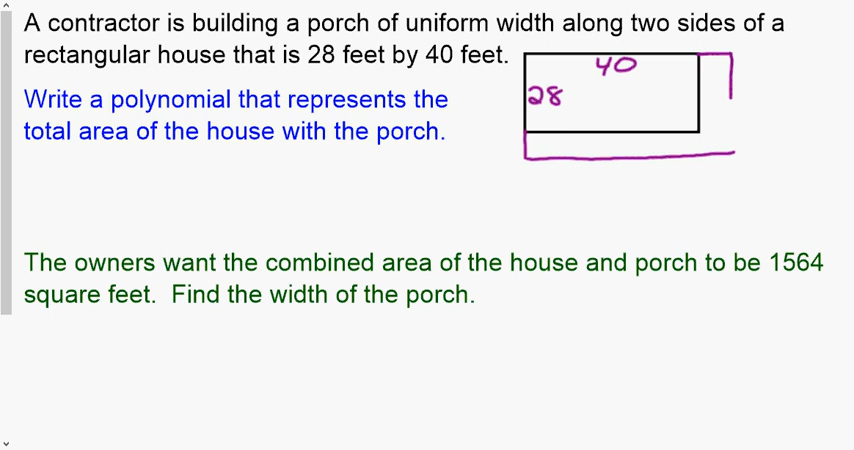 A contractor is building a porch of uniform width along two sides of a
rectangular house that is 28 feet by 40 feet.
40
28
Write a polynomial that represents the
total area of the house with the porch.
The owners want the combined area of the house and porch to be 1564
square feet.  Find the width of the porch.